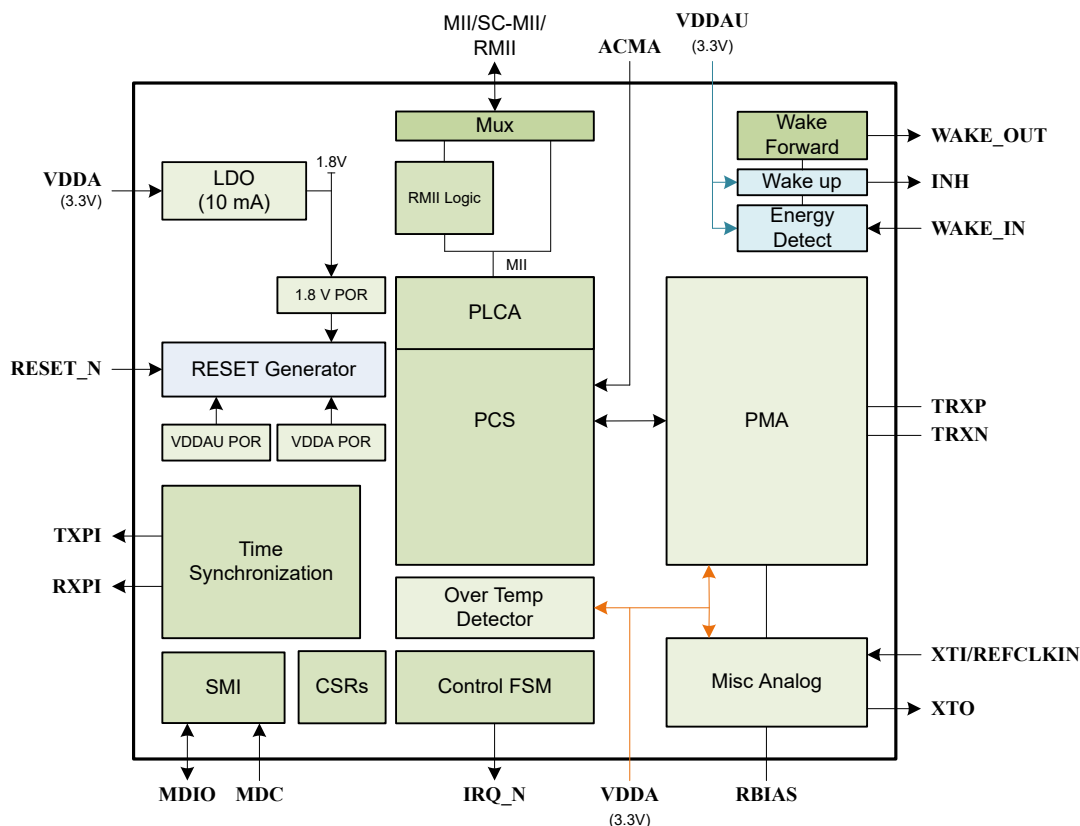 MII/SC-MII/
RMII
ACMA
VDDAU
(3.3V)
Mux
Wake
Forward
WAKE_OUT
VDDA
(3.3V)
LDO
(10 mA)
1.8V
RMII Logic
Wake up
INH
Energy
Detect
WAKE_IN
MII
1.8 V POR
PLCA
RESET_N
RESET Generator
PCS
PMA
TRXP
TRXN
VDDAU POR
VDDA POR
TXPI
RXPI
Time
Synchronization
Over Temp
Detector
SMI
CSRs
Control FSM
Misc Analog
XTI/REFCLKIN
XTO
MDIO
MDC
IRQ_N
VDDA
(3.3V)
RBIAS